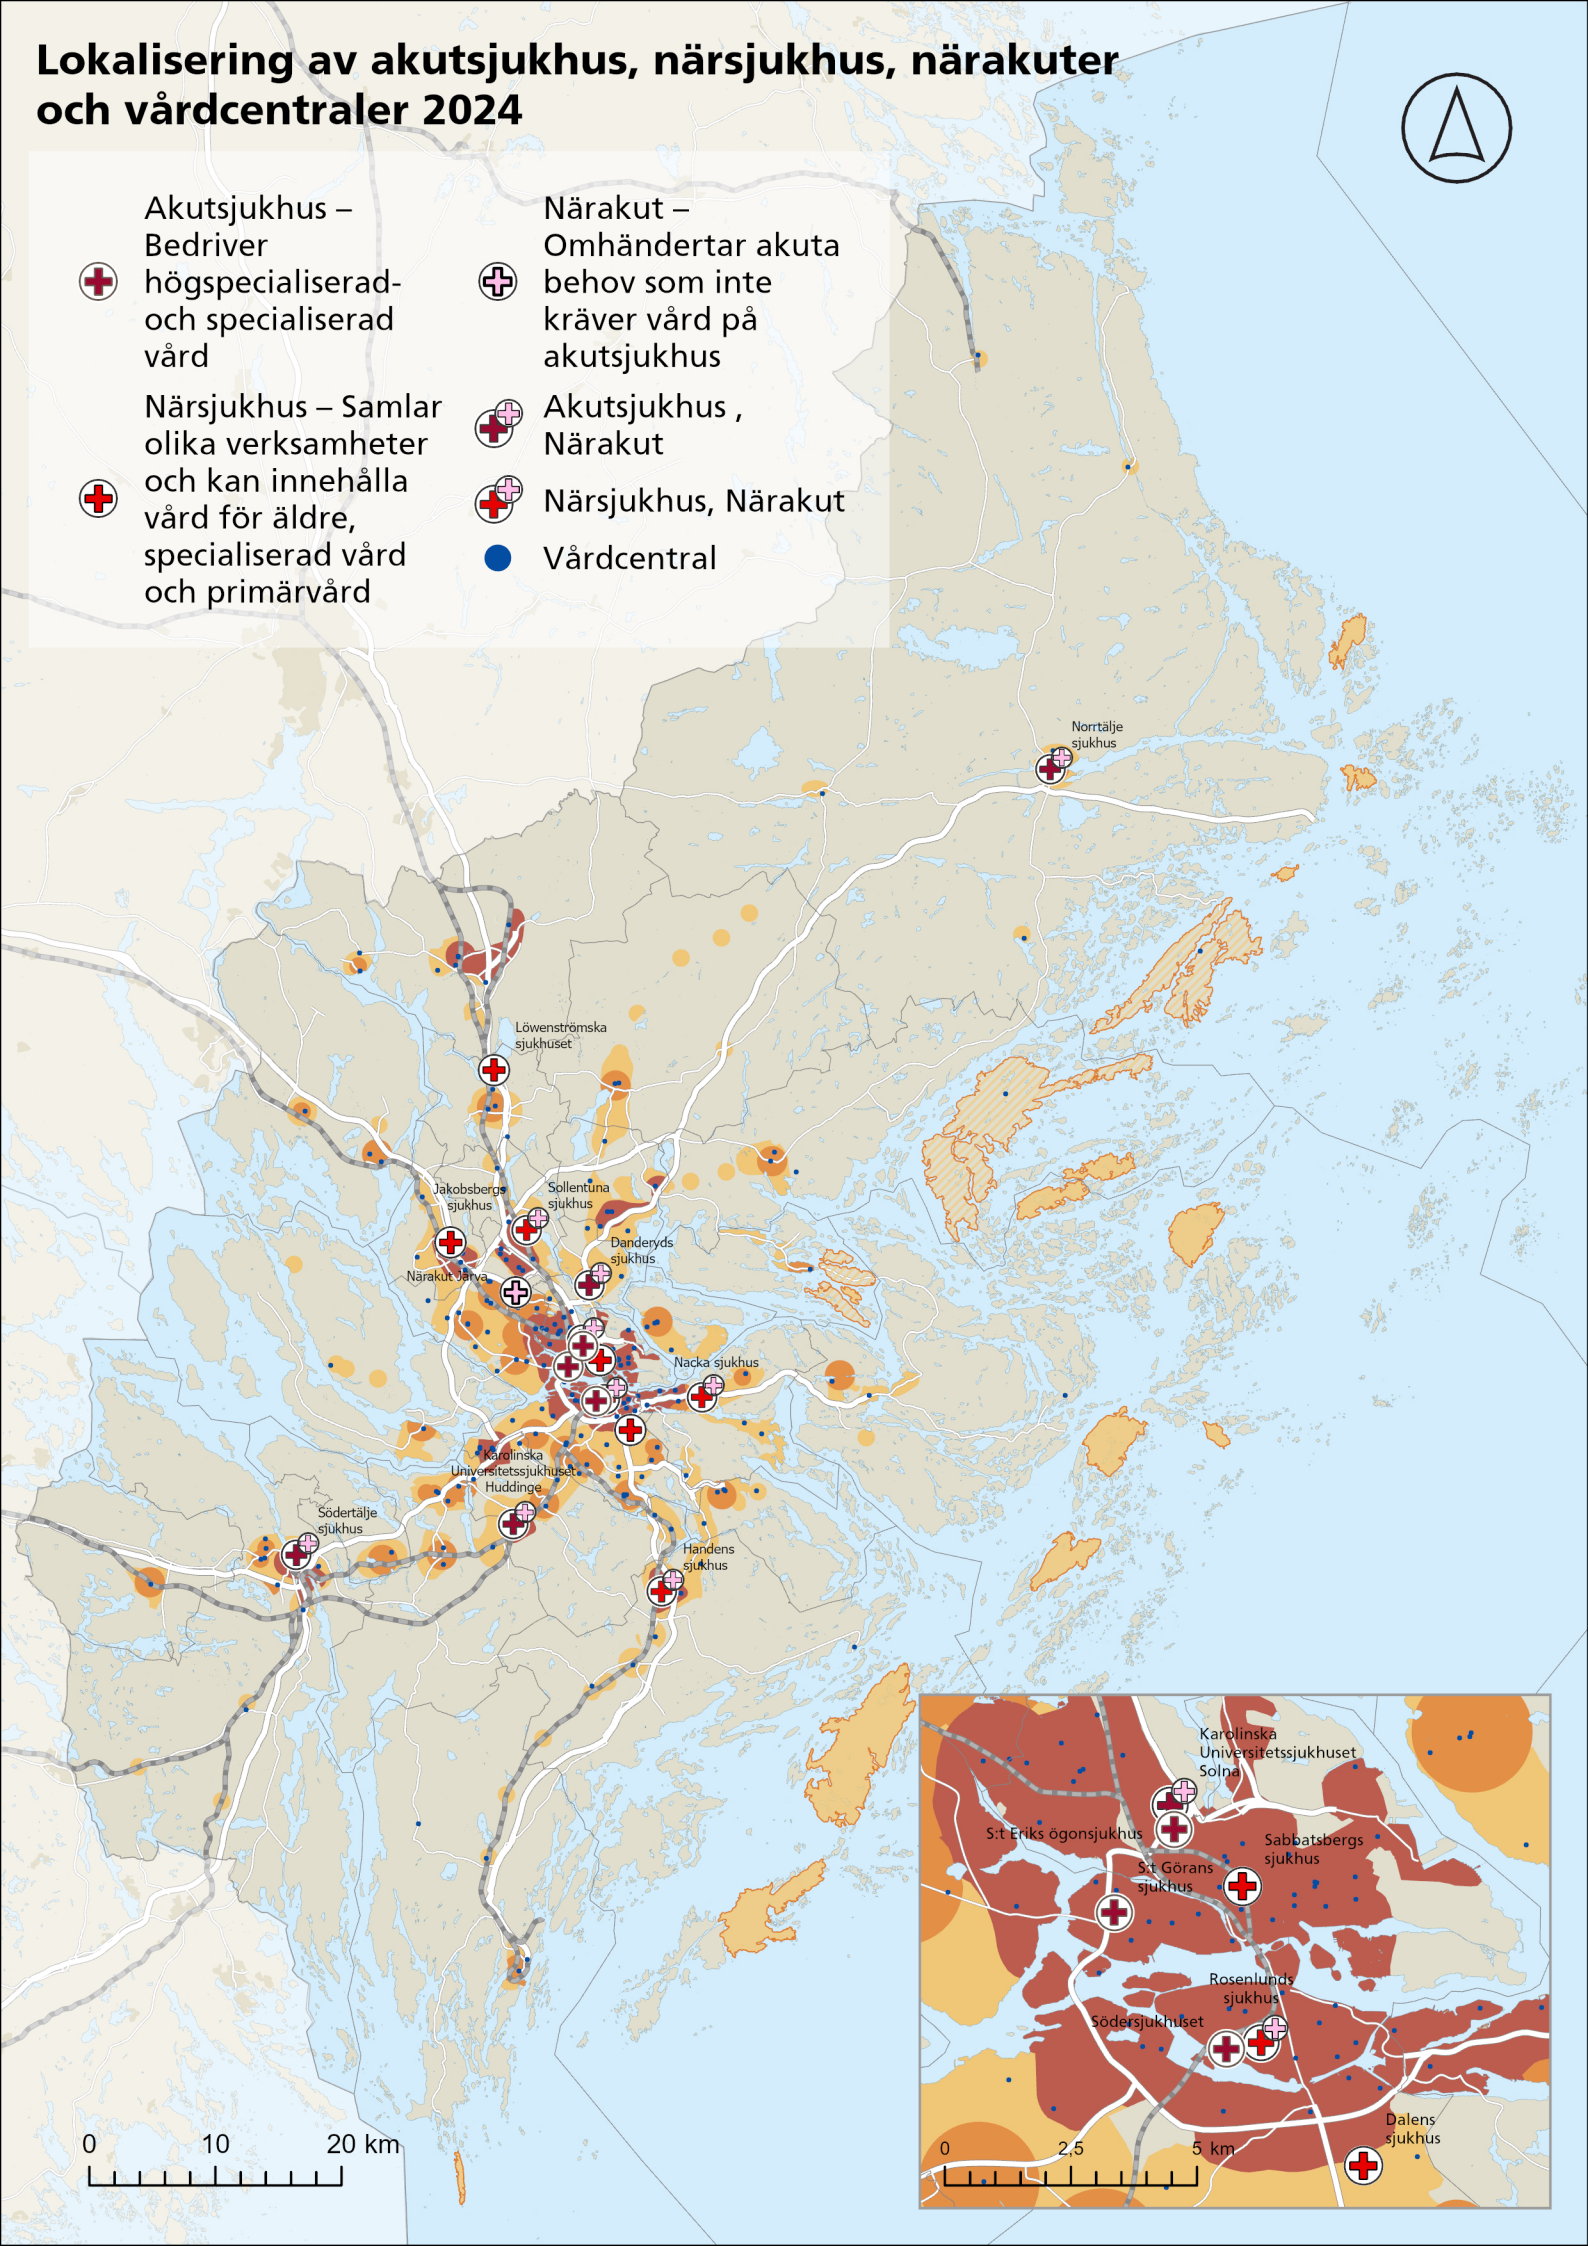 Lokalisering av akutsjukhus, närsjukhus, närakuter
och vårdcentraler 2024
Akutsjukhus –
Bedriver
högspecialiserad-
och specialiserad
vård
Närsjukhus – Samlar
olika verksamheter
och kan innehålla
vård för äldre,
specialiserad vård
och primärvård
Närakut –
Omhändertar akuta
behov som inte
kräver vård på
akutsjukhus
Akutsjukhus ,
Närakut
Närsjukhus, Närakut
Vårdcentral
Norrtälje
sjukhus
Löwenströmska
sjukhuset
Jakobsbergs
sjukhus
Sollentuna
sjukhus
Danderyds
sjukhus
Närakut Järva
Nacka sjukhus
Karolinska
Universitetssjukhuset
Huddinge
Södertälje
sjukhus
Handens
sjukhus
Karolinska
Universitetssjukhuset
Solna
S:t Eriks ögonsjukhus
Sabbatsbergs
sjukhus
S:t Görans
sjukhus
Rosenlunds
sjukhus
Södersjukhuset
Dalens
sjukhus
0 2,5 5 km
0 10 20 km